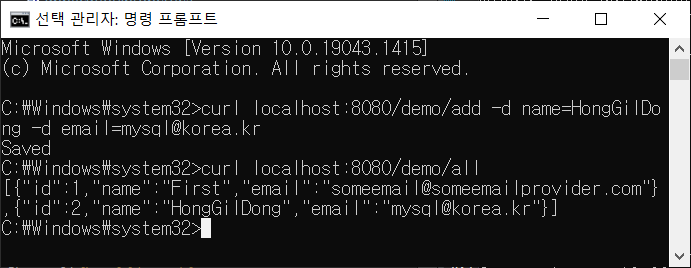 선택 관리자: 명령 프롬프트
Microsoft Windows [Version 10.0.19043.1415]
(c) Microsoft Corporation. All rights reserved.
C:₩Windows₩system32>curl localhost:8080/demo/add -d name=HongGilDo
ng -d email=mysql@korea.kr
Saved
C:₩Windows₩system32>curl localhost:8080/demo/all
[{"id":1,"name":"First","email":"someemail@someemailprovider.com"}
,{"id":2,"name":"HongGilDong","email":"mysql@korea.kr"}]
C:₩Windows₩system32>